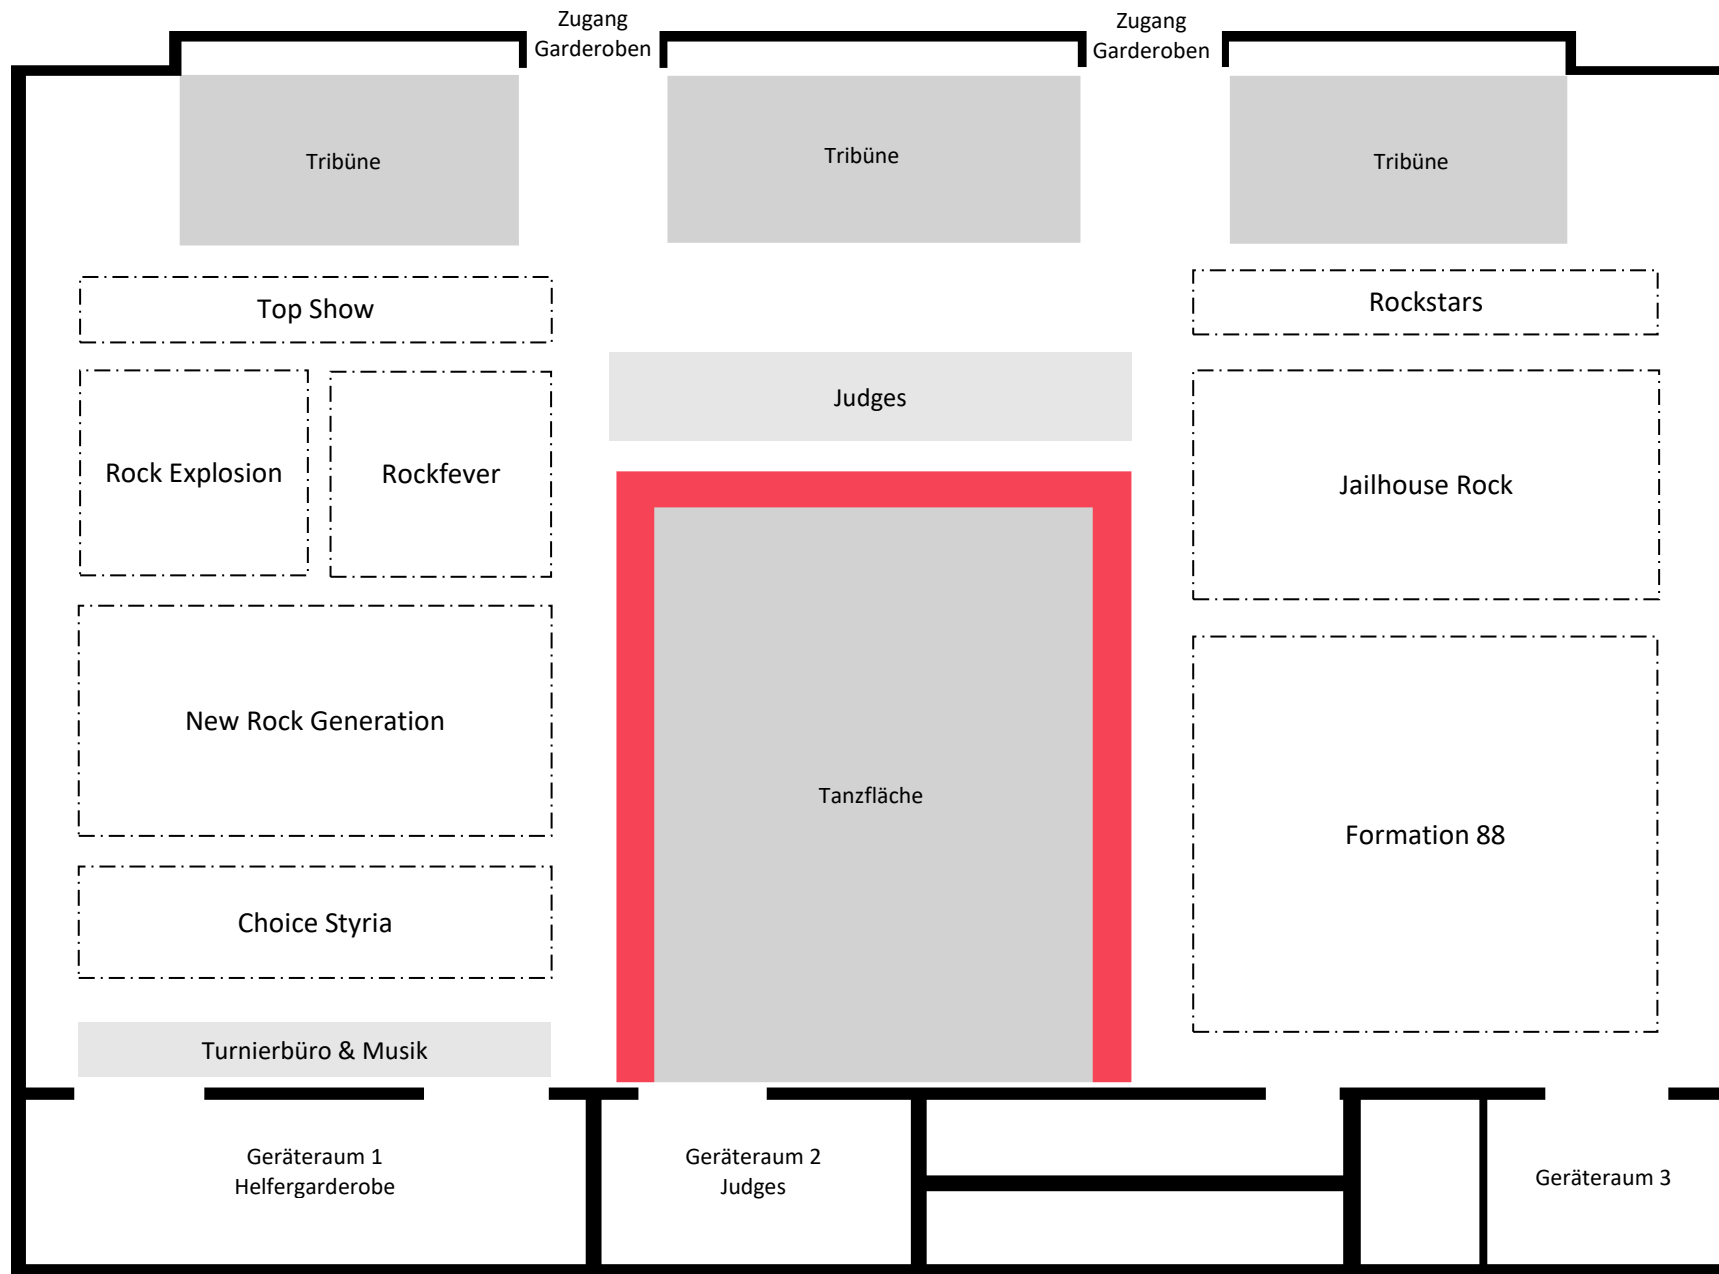 Zugang
Garderoben
Zugang
Garderoben
Tribüne
Tribüne
Tribüne
Top Show
Rockstars
Judges
Rock Explosion
Rockfever
Jailhouse Rock
New Rock Generation
Tanzfläche
Formation 88
Choice Styria
Turnierbüro & Musik
Geräteraum 1
Helfergarderobe
Geräteraum 2
Judges
Geräteraum 3